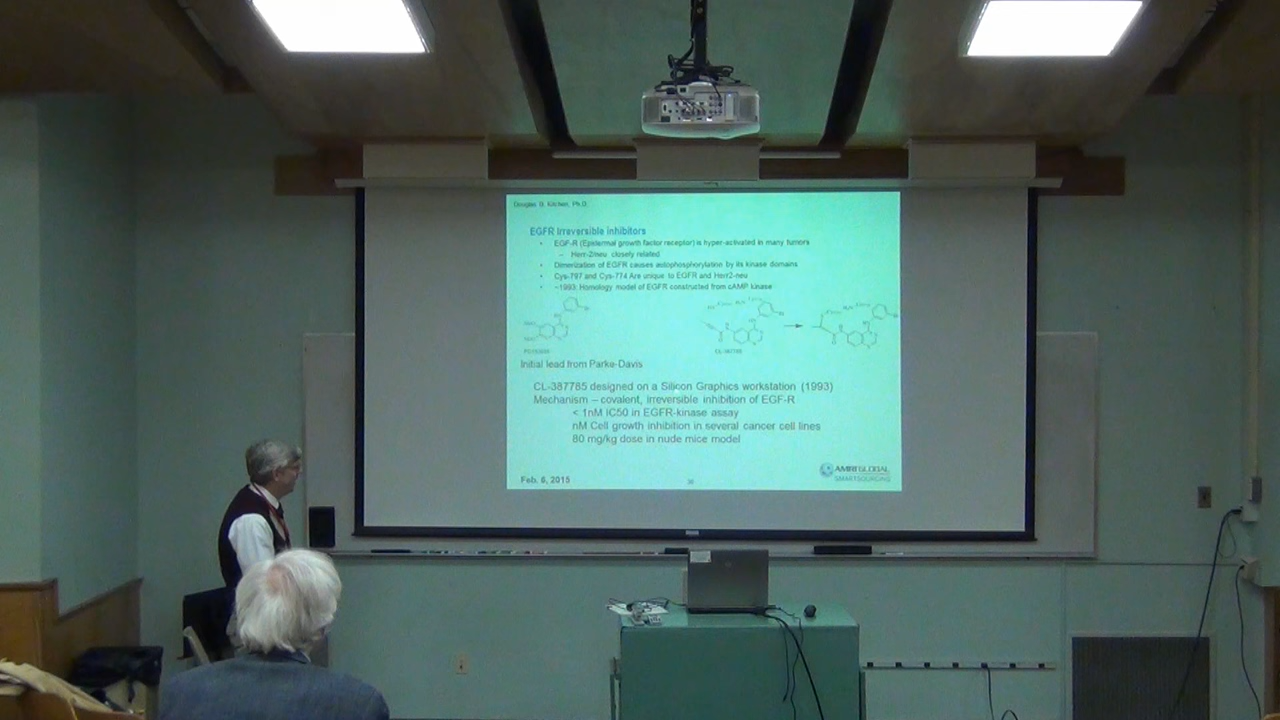 Douglas B. Kitchen, Ph.D.
EGFR Irreversible inhibitors
• EGF-R (Epidermal growth factor receptor) is hyper-activated in many tumors
– Herr-2/neu closely related
• Dimerization of EGFR causes autophosphorylation by its kinase domains
• Cys-797 and Cys-774 Are unique to EGFR and Herr2-neu
• ~1993: Homology model of EGFR constructed from cAMP kinase
CL-387785
Initial lead from Parke-Davis
CL-387785 designed on a Silicon Graphics workstation (1993)
Mechanism – covalent, irreversible inhibition of EGF-R
< 1nM IC50 in EGFR-kinase assay
nM Cell growth inhibition in several cancer cell lines
80 mg/kg dose in nude mice model
AMRI GLOBAL
SMARTSOURCING
Feb. 6, 2015